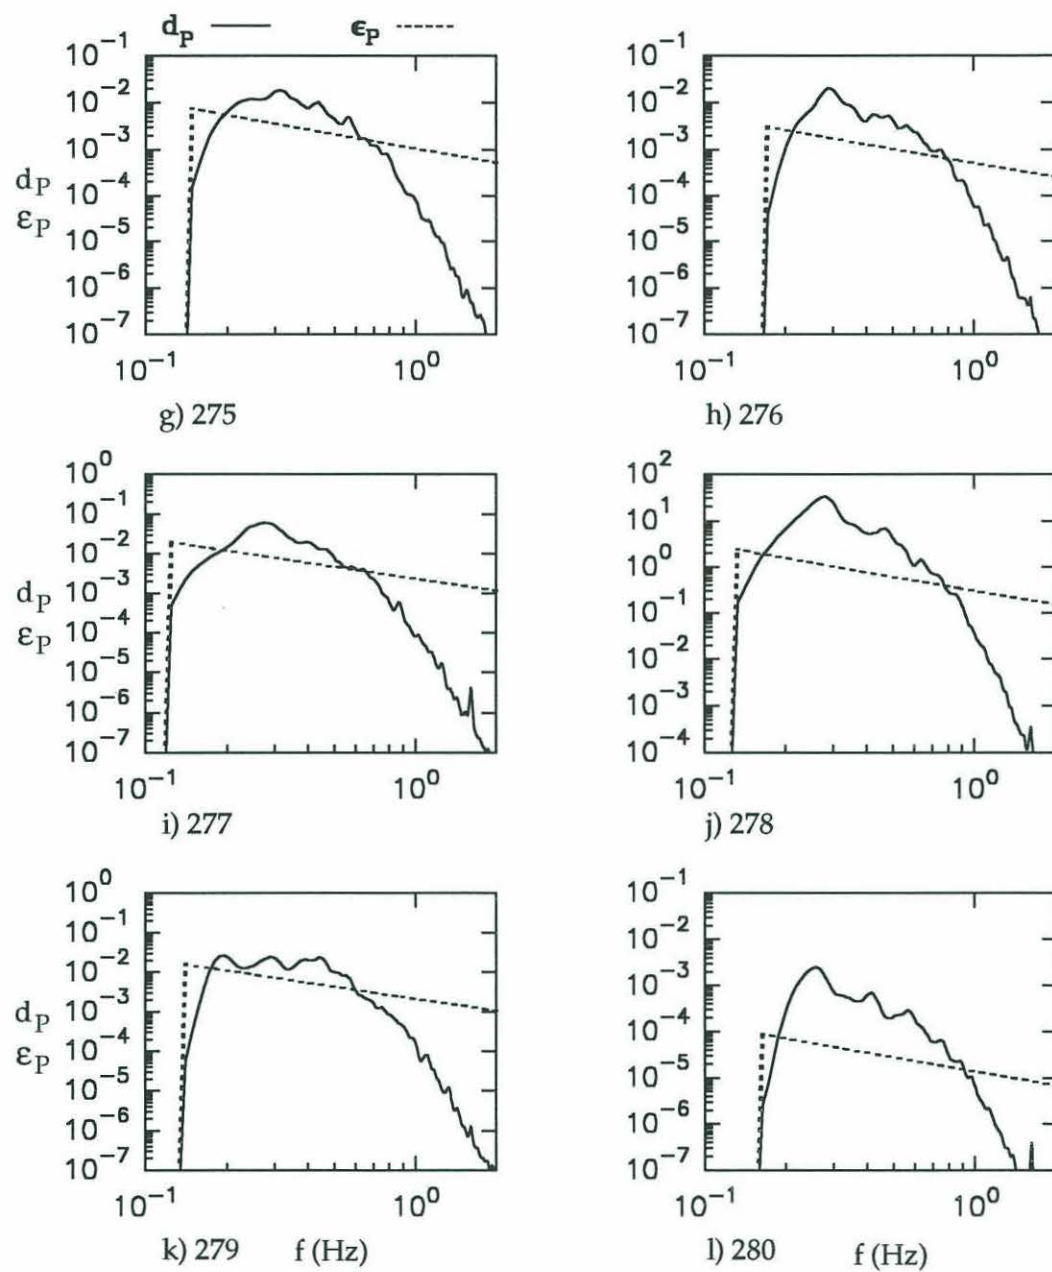 d_P ϵ_P
10^-1 10^-1
10^-2 10^-2
10^-3 10^-3
d_P 10^-4 10^-4
ε_P 10^-5 10^-5
10^-6 10^-6
10^-7 10^-7
10^-1 10^0 10^-1 10^0
g) 275 h) 276
10^0 10^2
10^-1 10^1
10^-2 10^0
d_P 10^-3 10^-1
ε_P 10^-4 10^-2
10^-5 10^-3
10^-6 10^-4
10^-7
10^-1 10^0 10^-1 10^0
i) 277 j) 278
10^0 10^-1
10^-1 10^-2
10^-2 10^-3
d_P 10^-3 10^-4
ε_P 10^-4 10^-5
10^-5 10^-6
10^-6 10^-7
10^-7
10^-1 10^0 10^-1 10^0
k) 279 f (Hz) l) 280 f (Hz)